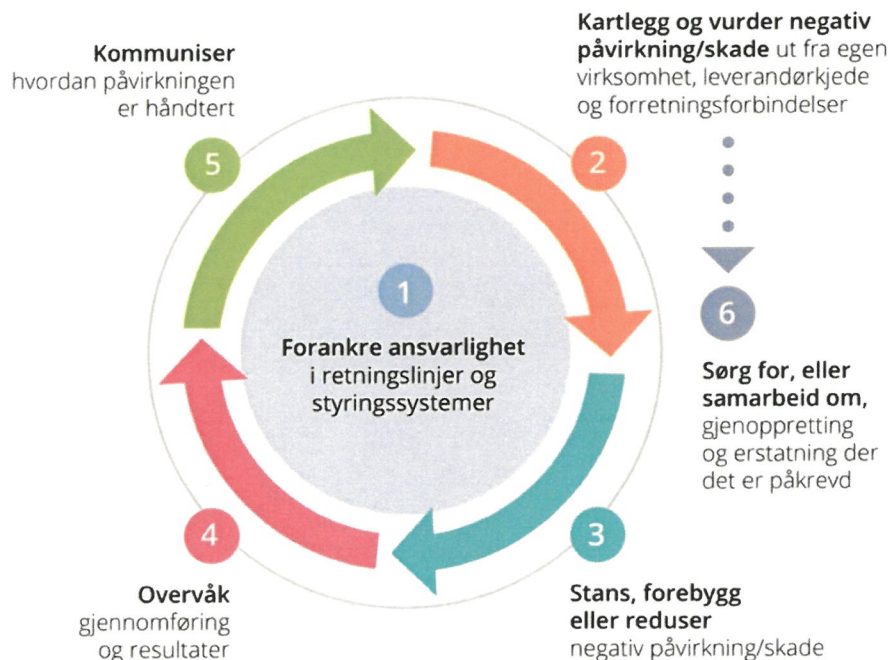 Kommuniser
hvordan påvirkningen
er håndtert
5
Kartlegg og vurder negativ
påvirkning/skade ut fra egen
virksomhet, leverandørkjede
og forretningsforbindelser
2
1
Forankre ansvarlighet
i retningslinjer og
styringssystemer
6
Sørg for, eller
samarbeid om,
gjenoppretting
og erstatning der
det er påkrevd
4
Overvåk
gjennomføring
og resultater
3
Stans, forebygg
eller reduser
negativ påvirkning/skade